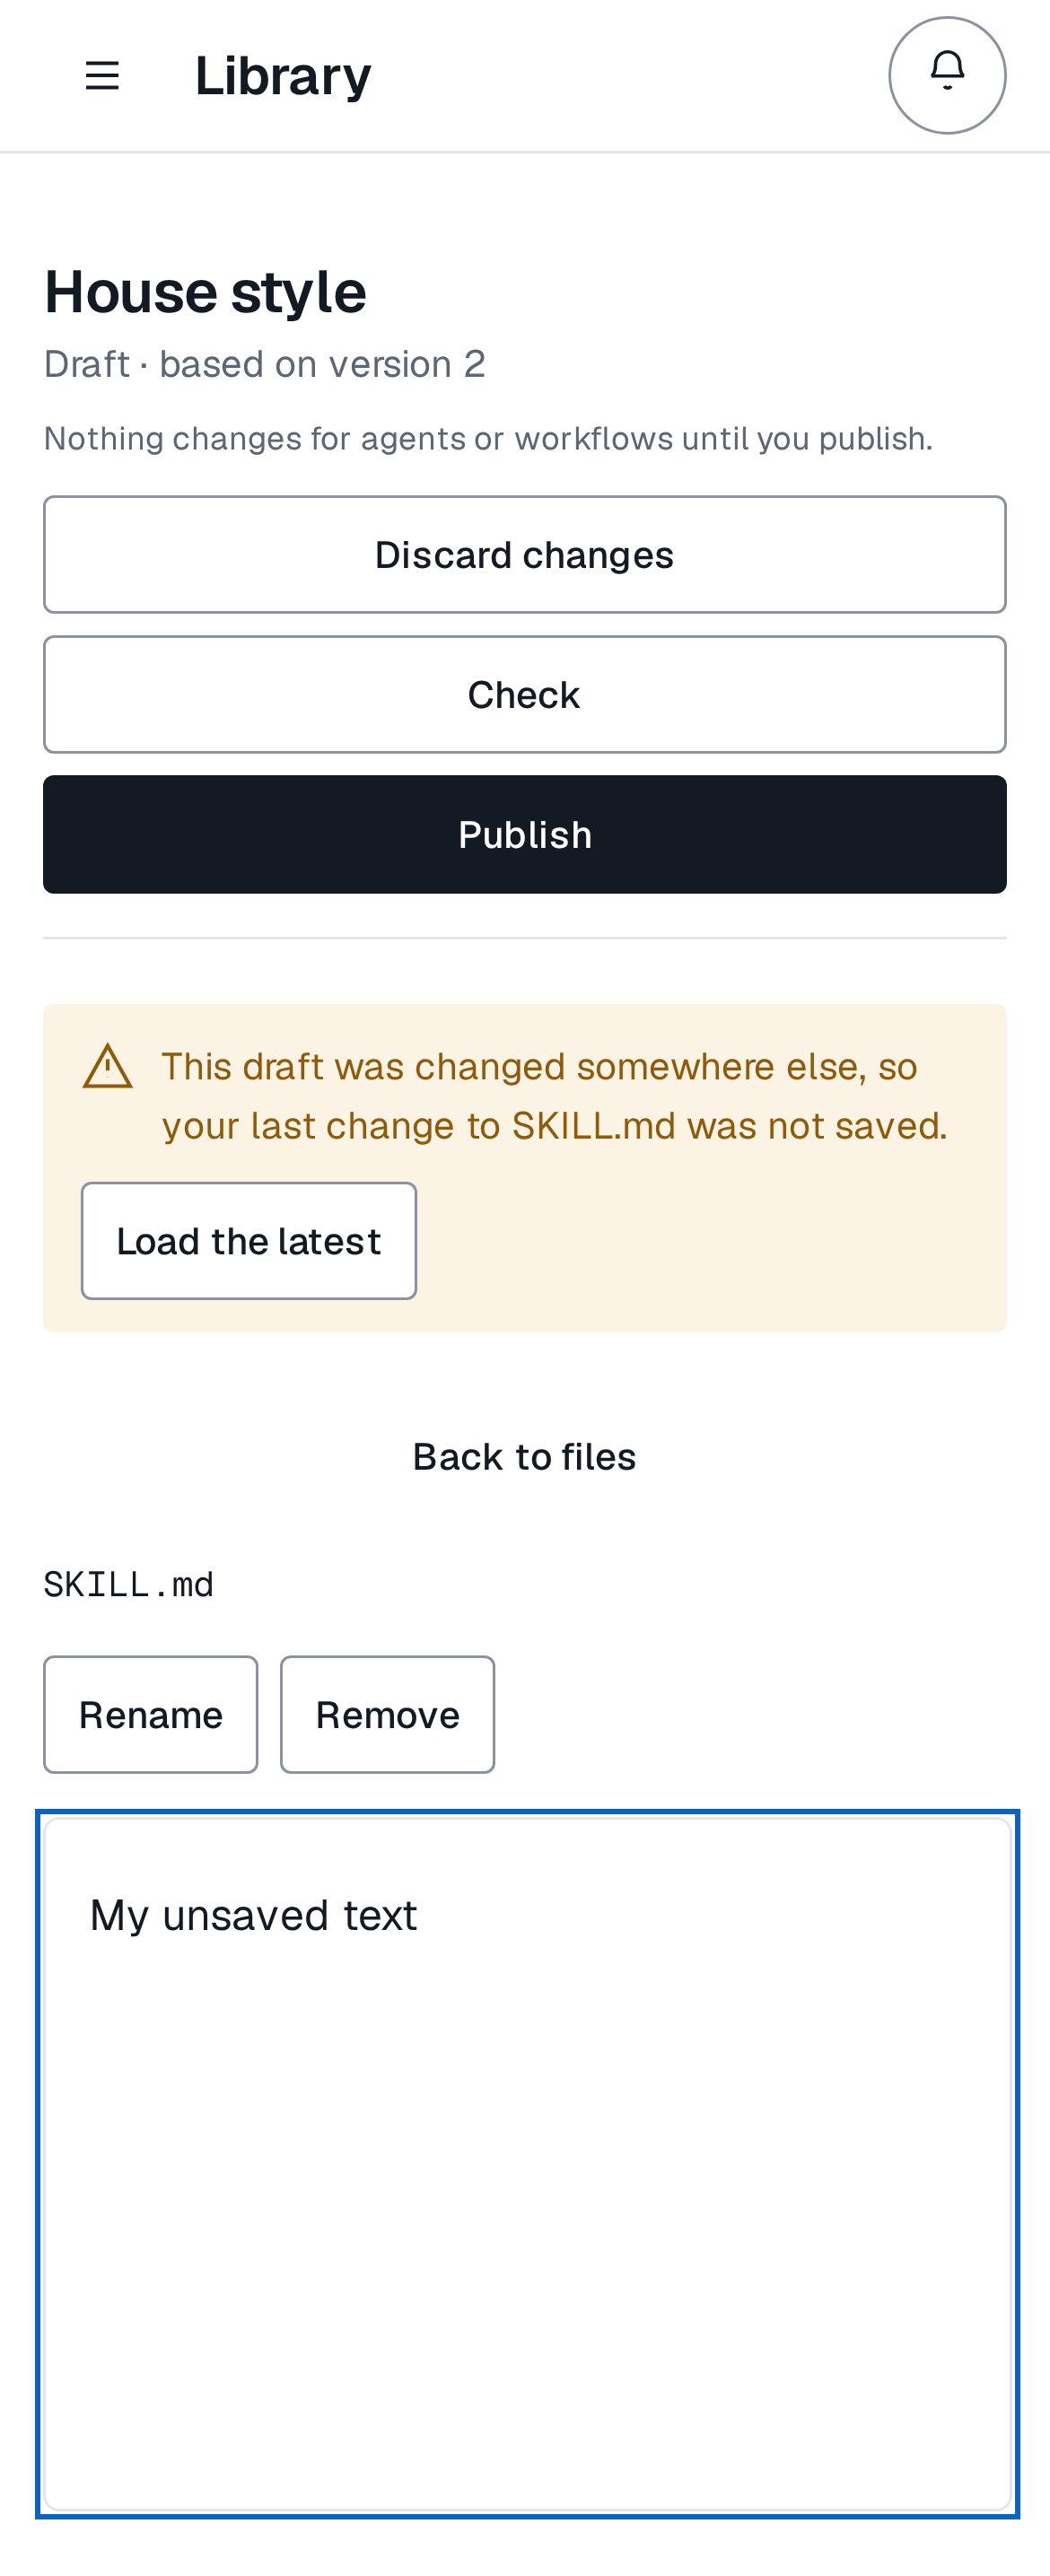 Library
House style
Draft · based on version 2
Nothing changes for agents or workflows until you publish.
Discard changes
Check
Publish
This draft was changed somewhere else, so
your last change to SKILL.md was not saved.
Load the latest
Back to files
SKILL.md
Rename Remove
My unsaved text